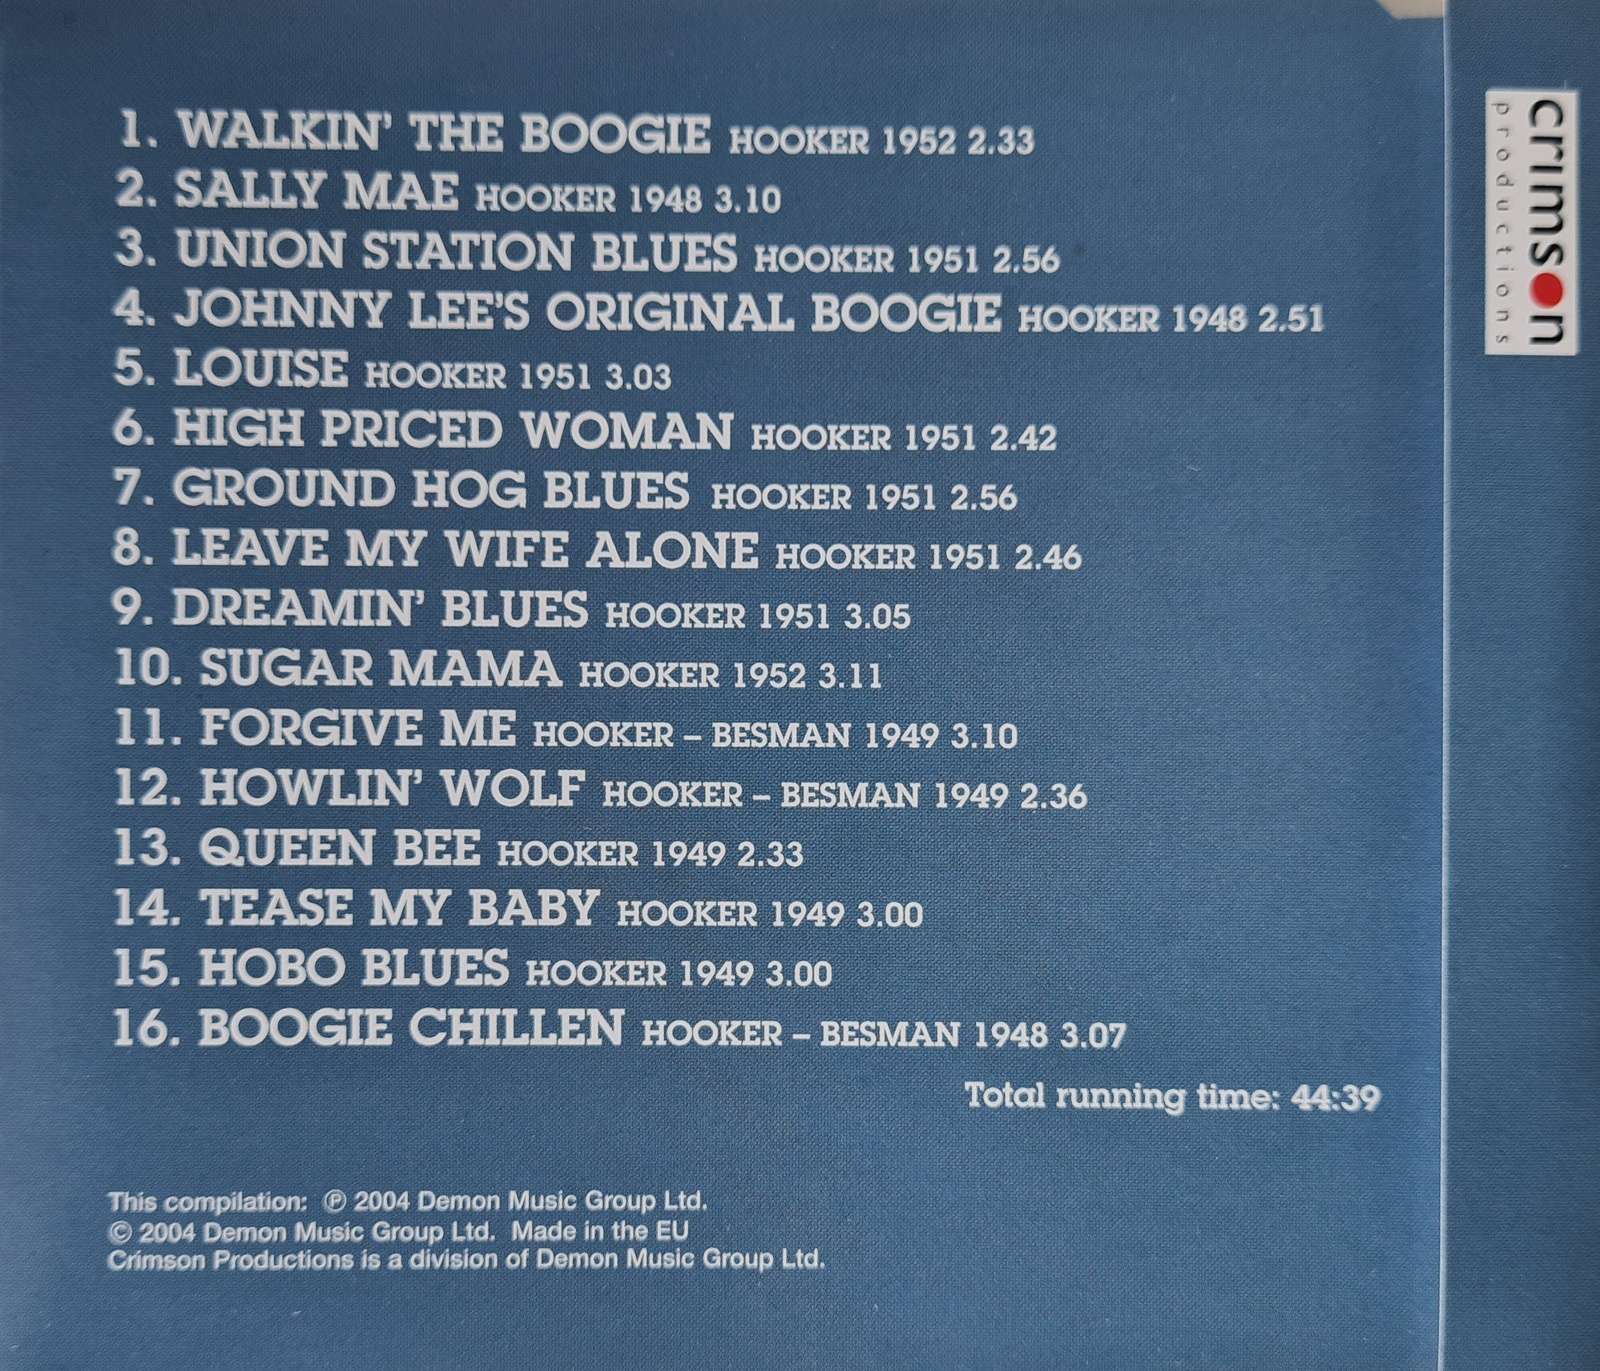 1. WALKIN' THE BOOGIE HOOKER 1952 2.33
2. SALLY MAE HOOKER 1948 3.10
3. UNION STATION BLUES HOOKER 1951 2.56
4. JOHNNY LEE'S ORIGINAL BOOGIE HOOKER 1948 2.51
5. LOUISE HOOKER 1951 3.03
6. HIGH PRICED WOMAN HOOKER 1951 2.42
7. GROUND HOG BLUES HOOKER 1951 2.56
8. LEAVE MY WIFE ALONE HOOKER 1951 2.46
9. DREAMIN' BLUES HOOKER 1951 3.05
10. SUGAR MAMA HOOKER 1952 3.11
11. FORGIVE ME HOOKER – BESMAN 1949 3.10
12. HOWLIN' WOLF HOOKER – BESMAN 1949 2.36
13. QUEEN BEE HOOKER 1949 2.33
14. TEASE MY BABY HOOKER 1949 3.00
15. HOBO BLUES HOOKER 1949 3.00
16. BOOGIE CHILLEN HOOKER – BESMAN 1948 3.07
Total running time: 44:39
This compilation: ℗ 2004 Demon Music Group Ltd.
© 2004 Demon Music Group Ltd. Made in the EU
Crimson Productions is a division of Demon Music Group Ltd.
crimson
productions